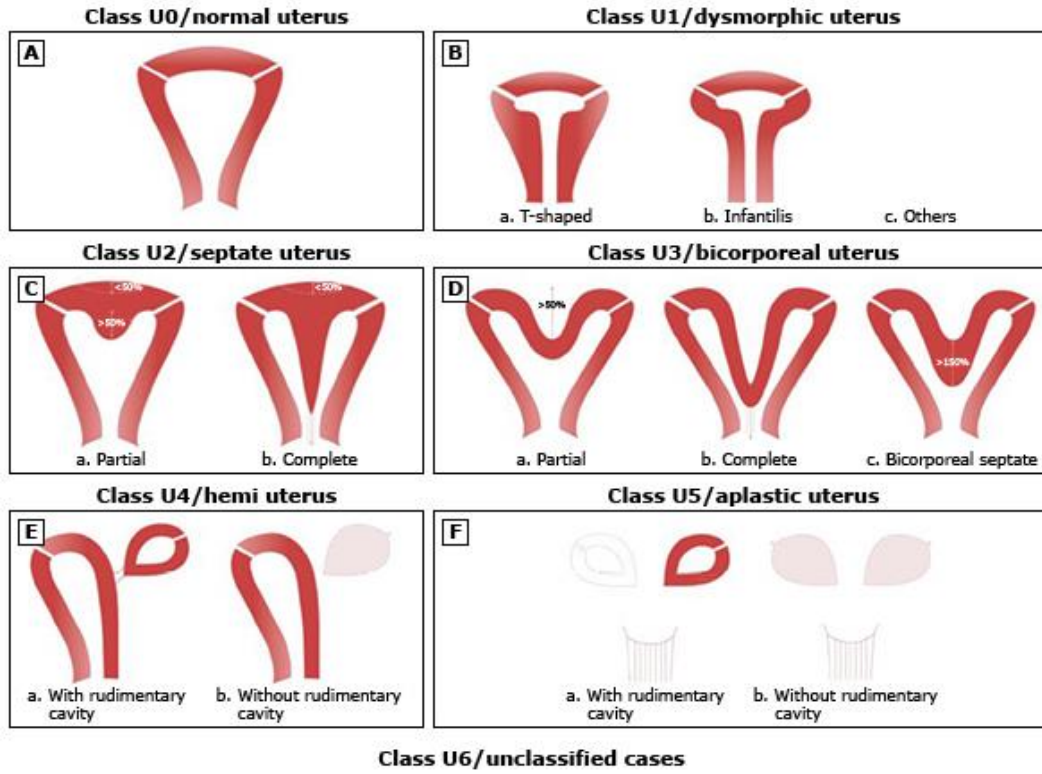 Class U0/normal uterus
Class U1/dysmorphic uterus
A
B
a. T-shaped
b. Infantilis
c. Others
Class U2/septate uterus
Class U3/bicorporeal uterus
C
<50%
>50%
<50%
D
>50%
>150%
a. Partial
b. Complete
a. Partial
b. Complete
c. Bicorporeal septate
Class U4/hemi uterus
Class U5/aplastic uterus
E
F
a. With rudimentary
cavity
b. Without rudimentary
cavity
a. With rudimentary
cavity
b. Without rudimentary
cavity
Class U6/unclassified cases